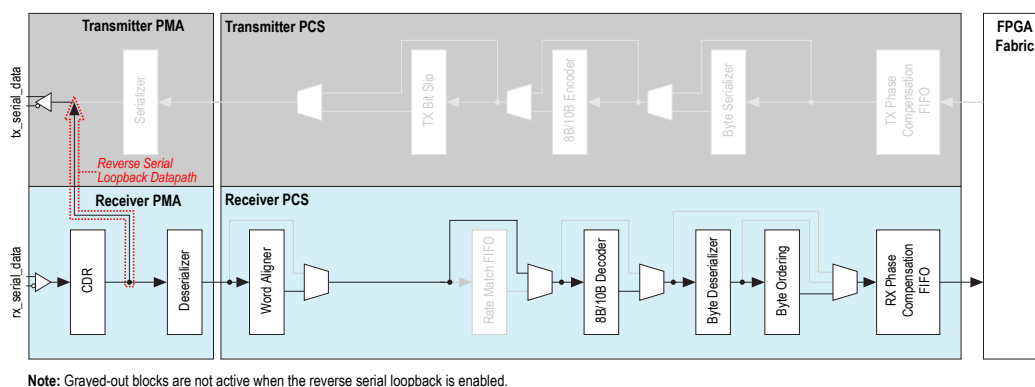 Transmitter PMA
Transmitter PCS
FPGA
Fabric
tx_serial_data
Serializer
TX Bit Slip
8B/10B Encoder
Byte Serializer
TX Phase
Compensation
FIFO
Reverse Serial
Loopback Datapath
Receiver PMA
Receiver PCS
rx_serial_data
CDR
Deserializer
Word Aligner
Rate Match FIFO
8B/10B Decoder
Byte Deserializer
Byte Ordering
RX Phase
Compensation
FIFO
Note: Grayed-out blocks are not active when the reverse serial loopback is enabled.